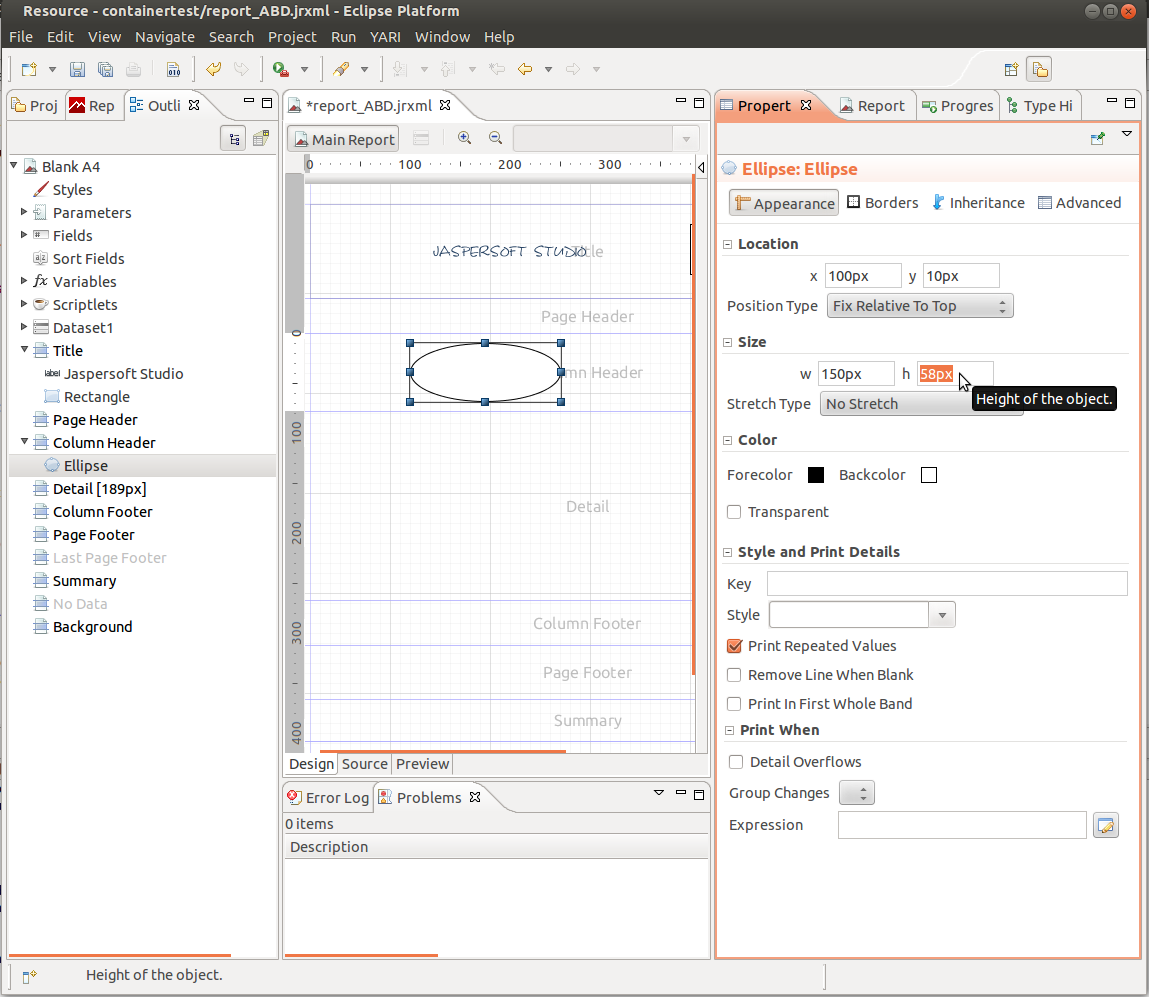 Resource - containertest/report_ABD.jrxml - Eclipse Platform
File Edit View Navigate Search Project Run YARI Window Help
010
Proj Rep Outli
Blank A4
Styles
Parameters
Fields
Sort Fields
fx Variables
Scriptlets
Dataset1
Title
label Jaspersoft Studio
Rectangle
Page Header
Column Header
Ellipse
Detail [189px]
Column Footer
Page Footer
Last Page Footer
Summary
No Data
Background
*report_ABD.jrxml
Main Report
0 100 200 300
0
100
200
300
400
JASPERSOFT STUDIO
Title
Page Header
mn Header
Detail
Column Footer
Page Footer
Summary
Design Source Preview
Error Log Problems
0 items
Description
Propert Report Progres Type Hi
Ellipse: Ellipse
Appearance Borders Inheritance Advanced
Location
x 100px y 10px
Position Type Fix Relative To Top
Size
w 150px h 58px
Height of the object.
Stretch Type No Stretch
Color
Forecolor Backcolor
Transparent
Style and Print Details
Key
Style
Print Repeated Values
Remove Line When Blank
Print In First Whole Band
Print When
Detail Overflows
Group Changes
Expression
Height of the object.